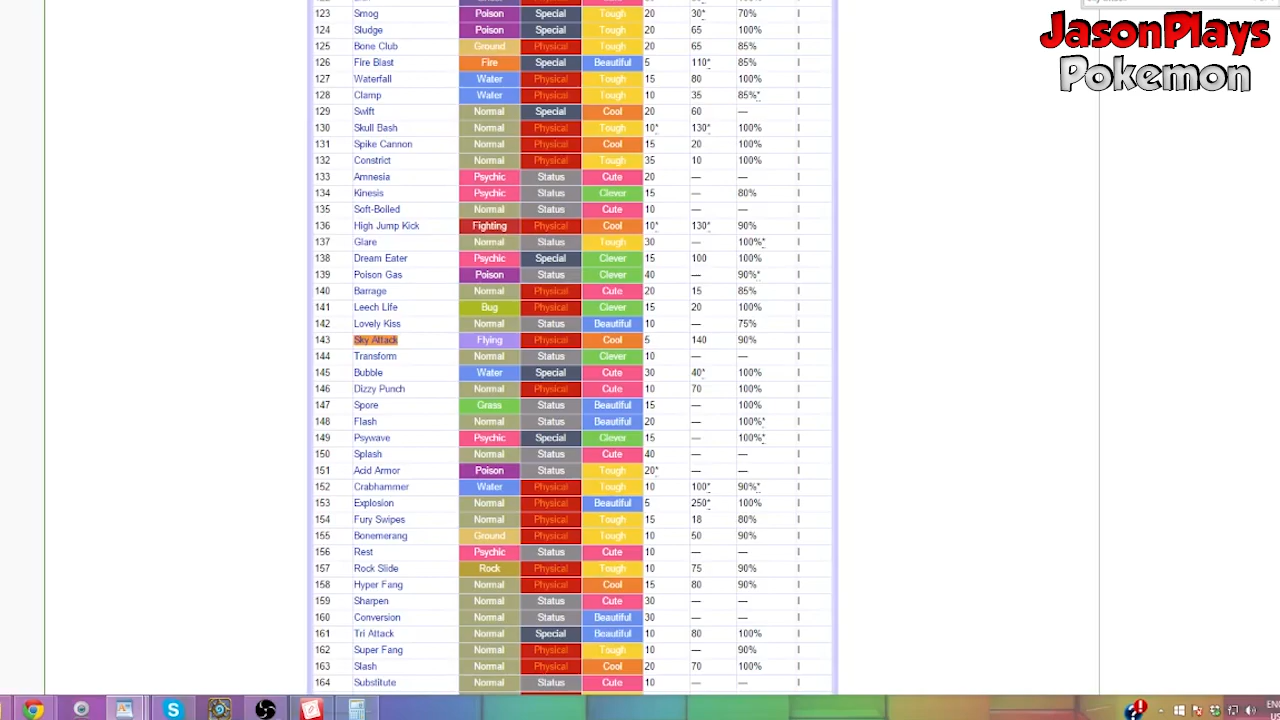 JasonPlays
Pokemon
123 Smog Poison Special Tough 20 30* 70% I
124 Sludge Poison Special Tough 20 65 100% I
125 Bone Club Ground Physical Tough 20 65 85% I
126 Fire Blast Fire Special Beautiful 5 110* 85% I
127 Waterfall Water Physical Tough 15 80 100% I
128 Clamp Water Physical Tough 10 35 85%* I
129 Swift Normal Special Cool 20 60 — I
130 Skull Bash Normal Physical Tough 10* 130* 100% I
131 Spike Cannon Normal Physical Cool 15 20 100% I
132 Constrict Normal Physical Tough 35 10 100% I
133 Amnesia Psychic Status Cute 20 — — I
134 Kinesis Psychic Status Clever 15 — 80% I
135 Soft-Boiled Normal Status Cute 10 — — I
136 High Jump Kick Fighting Physical Cool 10* 130* 90% I
137 Glare Normal Status Tough 30 — 100%* I
138 Dream Eater Psychic Special Clever 15 100 100% I
139 Poison Gas Poison Status Clever 40 — 90%* I
140 Barrage Normal Physical Cute 20 15 85% I
141 Leech Life Bug Physical Clever 15 20 100% I
142 Lovely Kiss Normal Status Beautiful 10 — 75% I
143 Sky Attack Flying Physical Cool 5 140 90% I
144 Transform Normal Status Clever 10 — — I
145 Bubble Water Special Cute 30 40* 100% I
146 Dizzy Punch Normal Physical Cute 10 70 100% I
147 Spore Grass Status Beautiful 15 — 100% I
148 Flash Normal Status Beautiful 20 — 100%* I
149 Psywave Psychic Special Clever 15 — 100%* I
150 Splash Normal Status Cute 40 — — I
151 Acid Armor Poison Status Tough 20* — — I
152 Crabhammer Water Physical Tough 10 100* 90%* I
153 Explosion Normal Physical Beautiful 5 250* 100% I
154 Fury Swipes Normal Physical Tough 15 18 80% I
155 Bonemerang Ground Physical Tough 10 50 90% I
156 Rest Psychic Status Cute 10 — — I
157 Rock Slide Rock Physical Tough 10 75 90% I
158 Hyper Fang Normal Physical Cool 15 80 90% I
159 Sharpen Normal Status Cute 30 — — I
160 Conversion Normal Status Beautiful 30 — — I
161 Tri Attack Normal Special Beautiful 10 80 100% I
162 Super Fang Normal Physical Tough 10 — 90% I
163 Slash Normal Physical Cool 20 70 100% I
164 Substitute Normal Status Cute 10 — — I